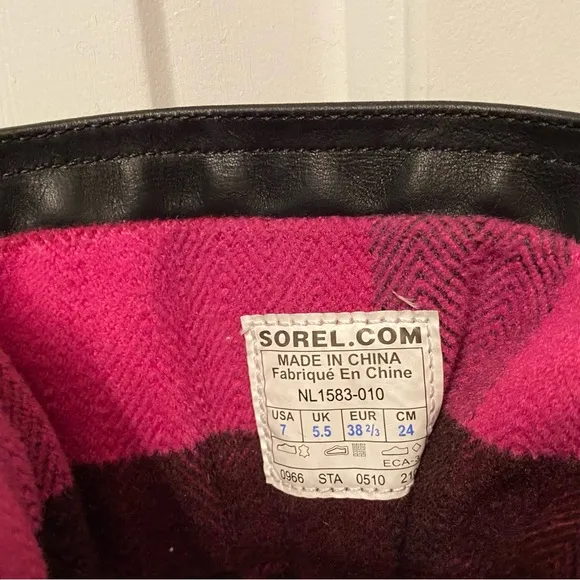 SOREL.COM
MADE IN CHINA
Fabriqué En Chine
NL1583-010
USA UK EUR CM
7 5.5 38 2/3 24
0966 STA 0510